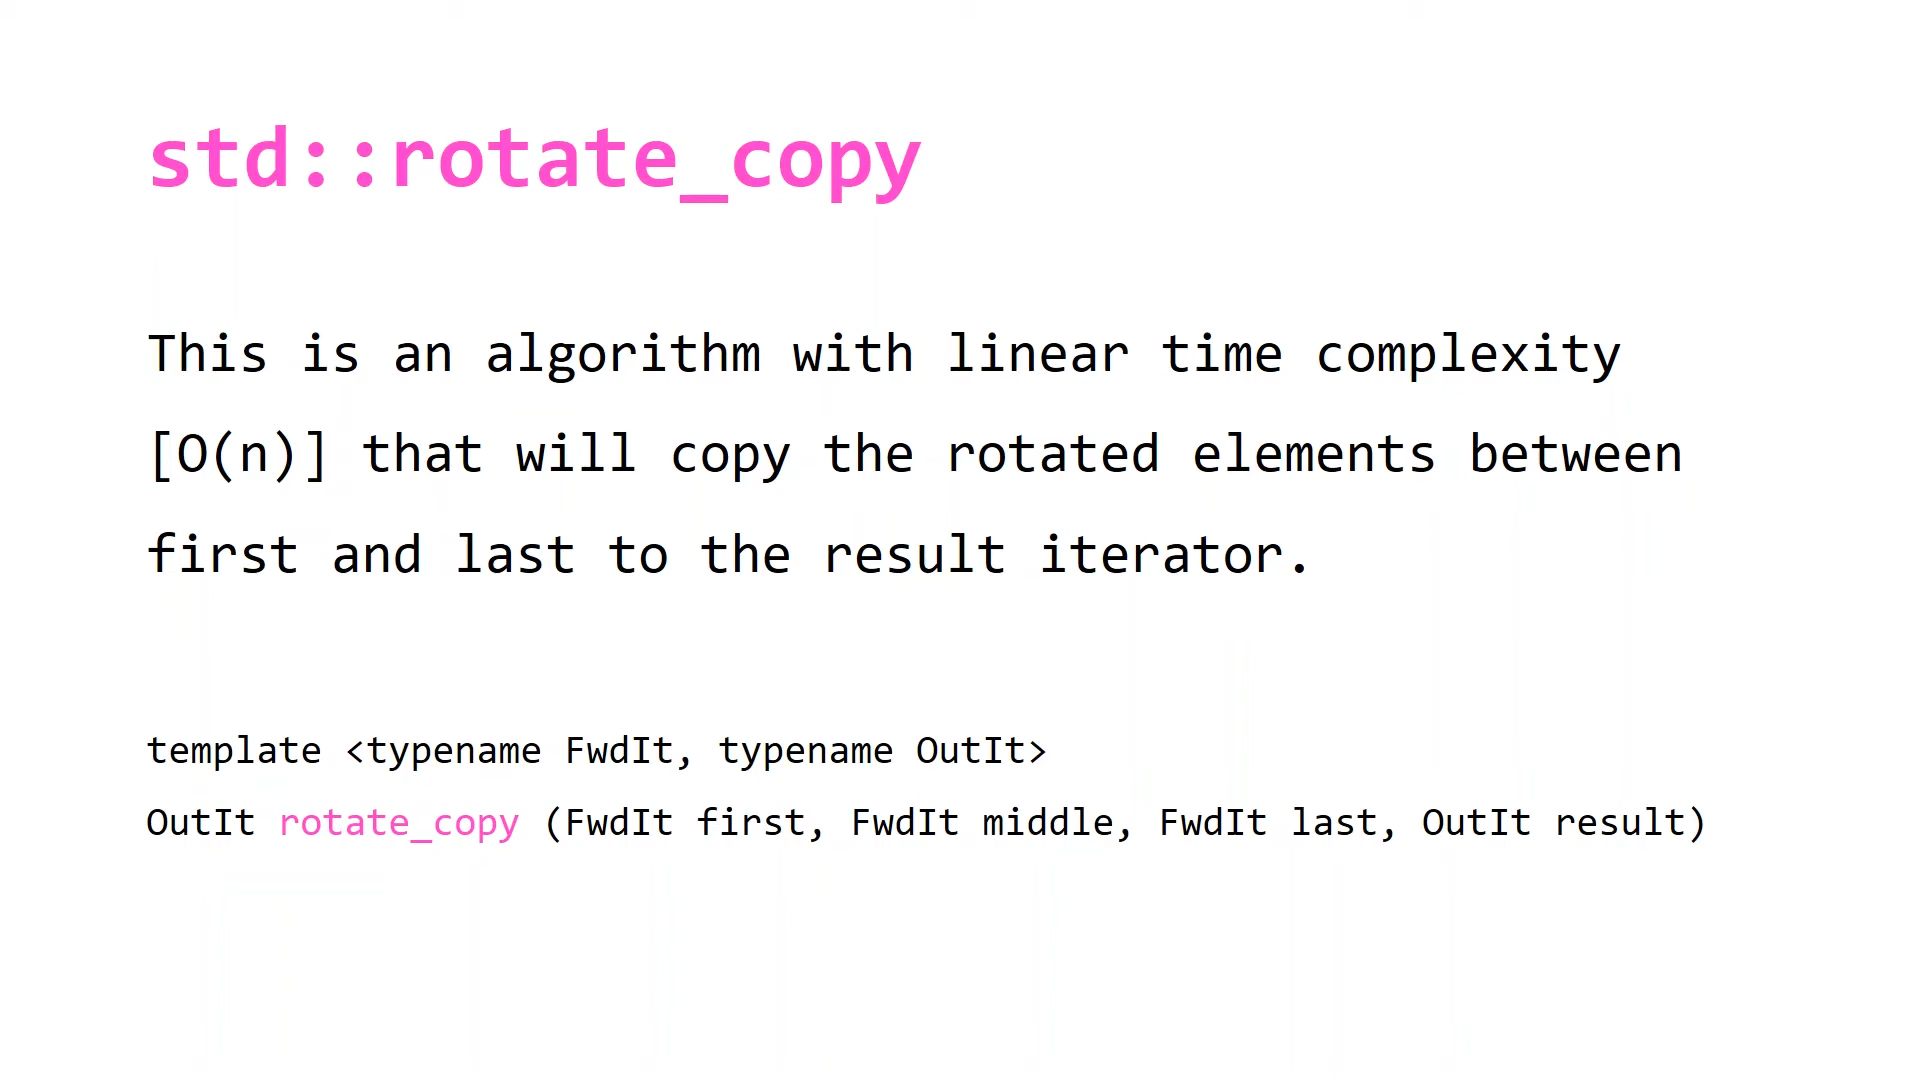 std::rotate_copy
This is an algorithm with linear time complexity
[O(n)] that will copy the rotated elements between
first and last to the result iterator.
template <typename FwdIt, typename OutIt>
OutIt rotate_copy (FwdIt first, FwdIt middle, FwdIt last, OutIt result)